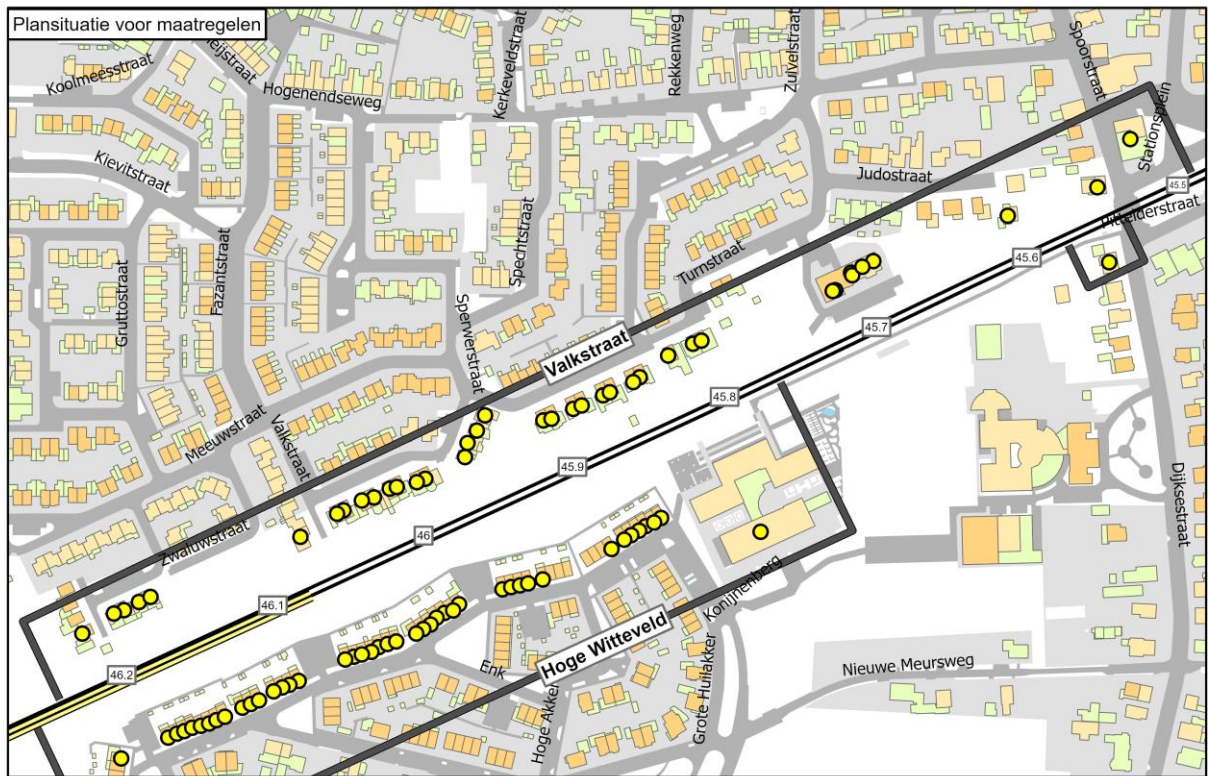 Plansituatie voor maatregelen
Koolmeesstraat
Hogenendseweg
Kerkeveldstraat
Rekkenweg
Zuivelstraat
Spoorstraat
Stationsplein
Kievitstraat
Judostraat
45.5
Gruttostraat
Fazantstraat
Spechtstraat
Turnstraat
45.6
Sperwerstraat
Valkstraat
45.7
45.8
Meeuwstraat
Valkstraat
45.9
Dijksestraat
Zwaluwstraat
46
46.1
Konijnenberg
Hoge Witteveld
46.2
Enk
Hoge Akker
Grote Huilakker
Nieuwe Meursweg